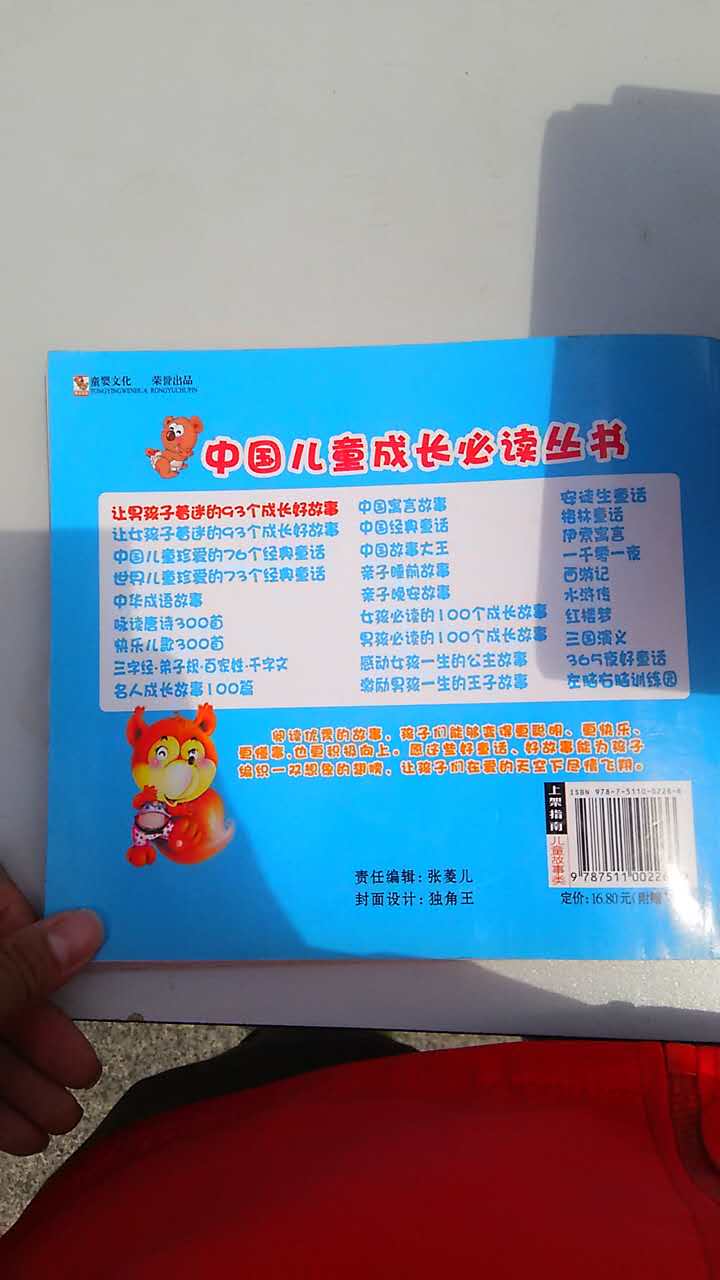 童婴文化 荣誉出品
TONGYINGWENHUA RONGYUCHUPIN
中国儿童成长必读丛书
让男孩子着迷的93个成长好故事
让女孩子着迷的93个成长好故事
中国儿童珍爱的76个经典童话
世界儿童珍爱的73个经典童话
中华成语故事
咏读唐诗300首
快乐儿歌300首
三字经·弟子规·百家姓·千字文
名人成长故事100篇
中国寓言故事
中国经典童话
中国故事大王
亲子睡前故事
亲子晚安故事
女孩必读的100个成长故事
男孩必读的100个成长故事
感动女孩一生的公主故事
激励男孩一生的王子故事
安徒生童话
格林童话
伊索寓言
一千零一夜
西游记
水浒传
红楼梦
三国演义
365夜好童话
左脑右脑训练园
阅读优秀的故事，孩子们能够变得更聪明、更快乐、
更懂事，也更积极向上。愿这些好童话、好故事能为孩子
编织一双想象的翅膀，让孩子们在爱的天空下尽情飞翔。
上架指南
儿童故事类
ISBN 978-7-5110-0226-6
9 787511 00226
责任编辑：张菱儿
封面设计：独角王
定价：16.80元（附赠